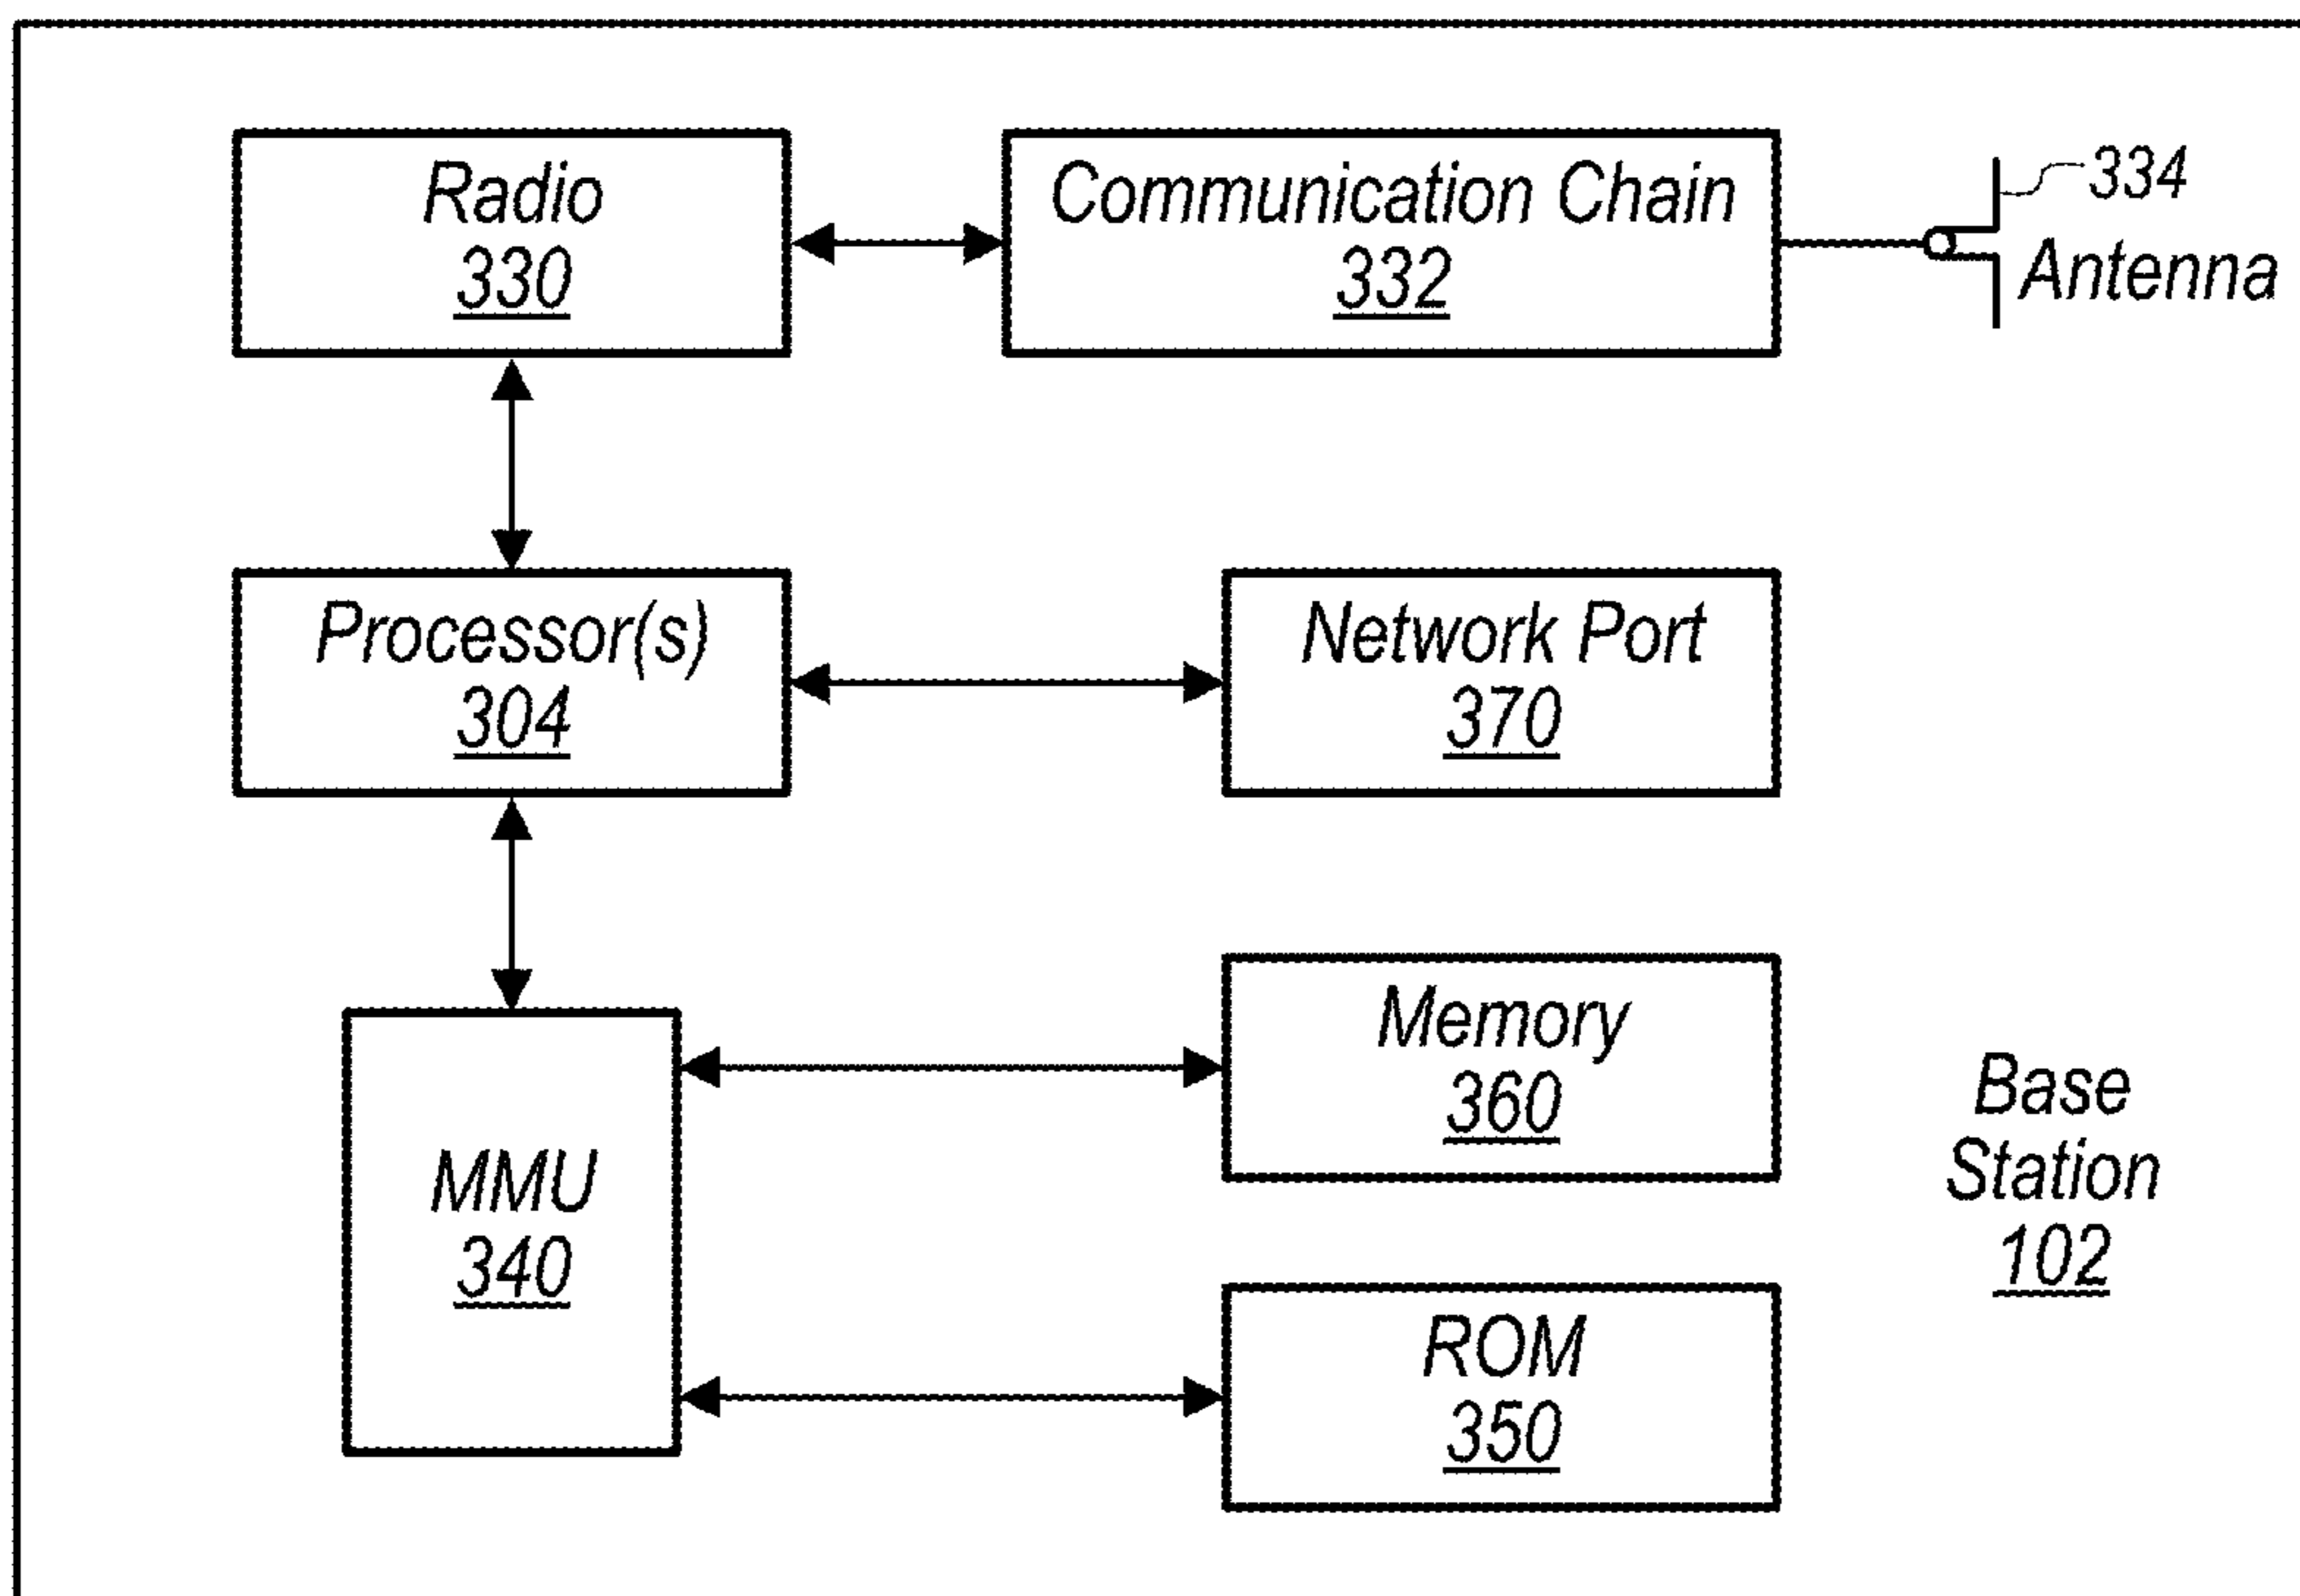 Radio
330
Communication Chain
332
334
Antenna
Processor(s)
304
Network Port
370
MMU
340
Memory
360
ROM
350
Base
Station
102